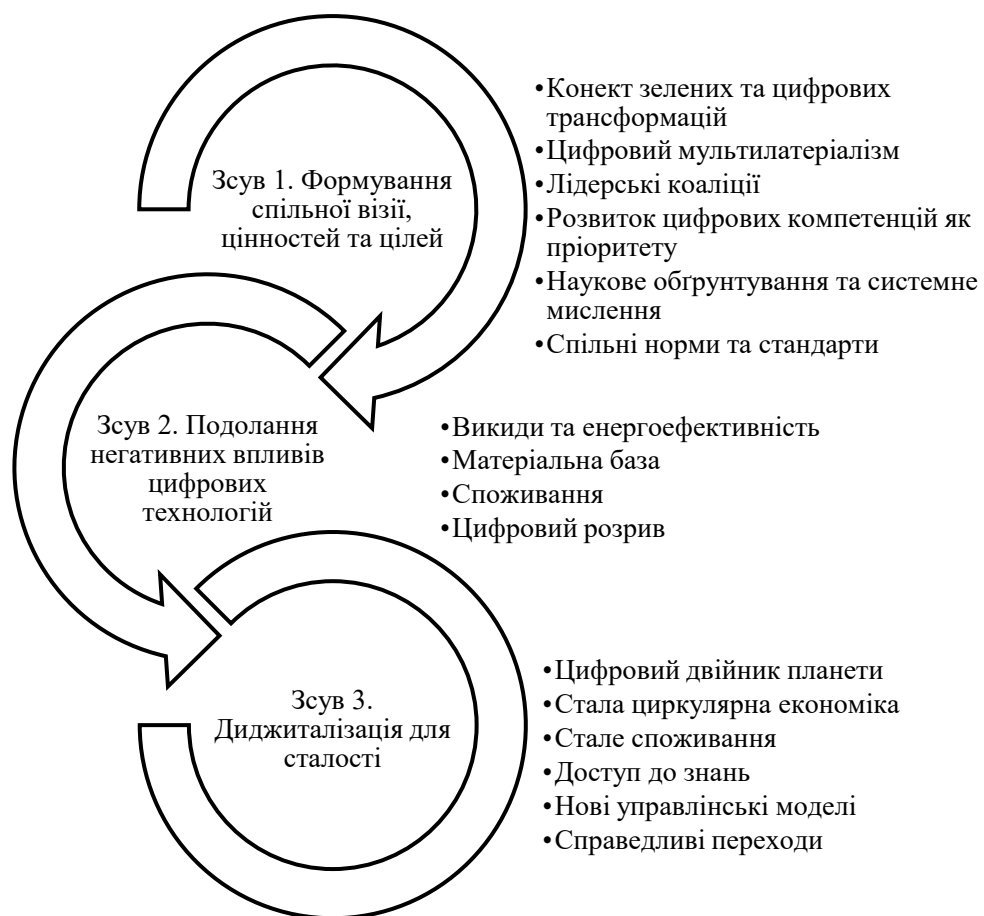 Зсув 1. Формування
спільної візії,
цінностей та цілей
•Конект зелених та цифрових
трансформацій
•Цифровий мультилатеріалізм
•Лідерські коаліції
•Розвиток цифрових компетенцій як
пріоритету
•Наукове обґрунтування та системне
мислення
•Спільні норми та стандарти
Зсув 2. Подолання
негативних впливів
цифрових
технологій
•Викиди та енергоефективність
•Матеріальна база
•Споживання
•Цифровий розрив
Зсув 3.
Диджиталізація для
сталості
•Цифровий двійник планети
•Стала циркулярна економіка
•Стале споживання
•Доступ до знань
•Нові управлінські моделі
•Справедливі переходи